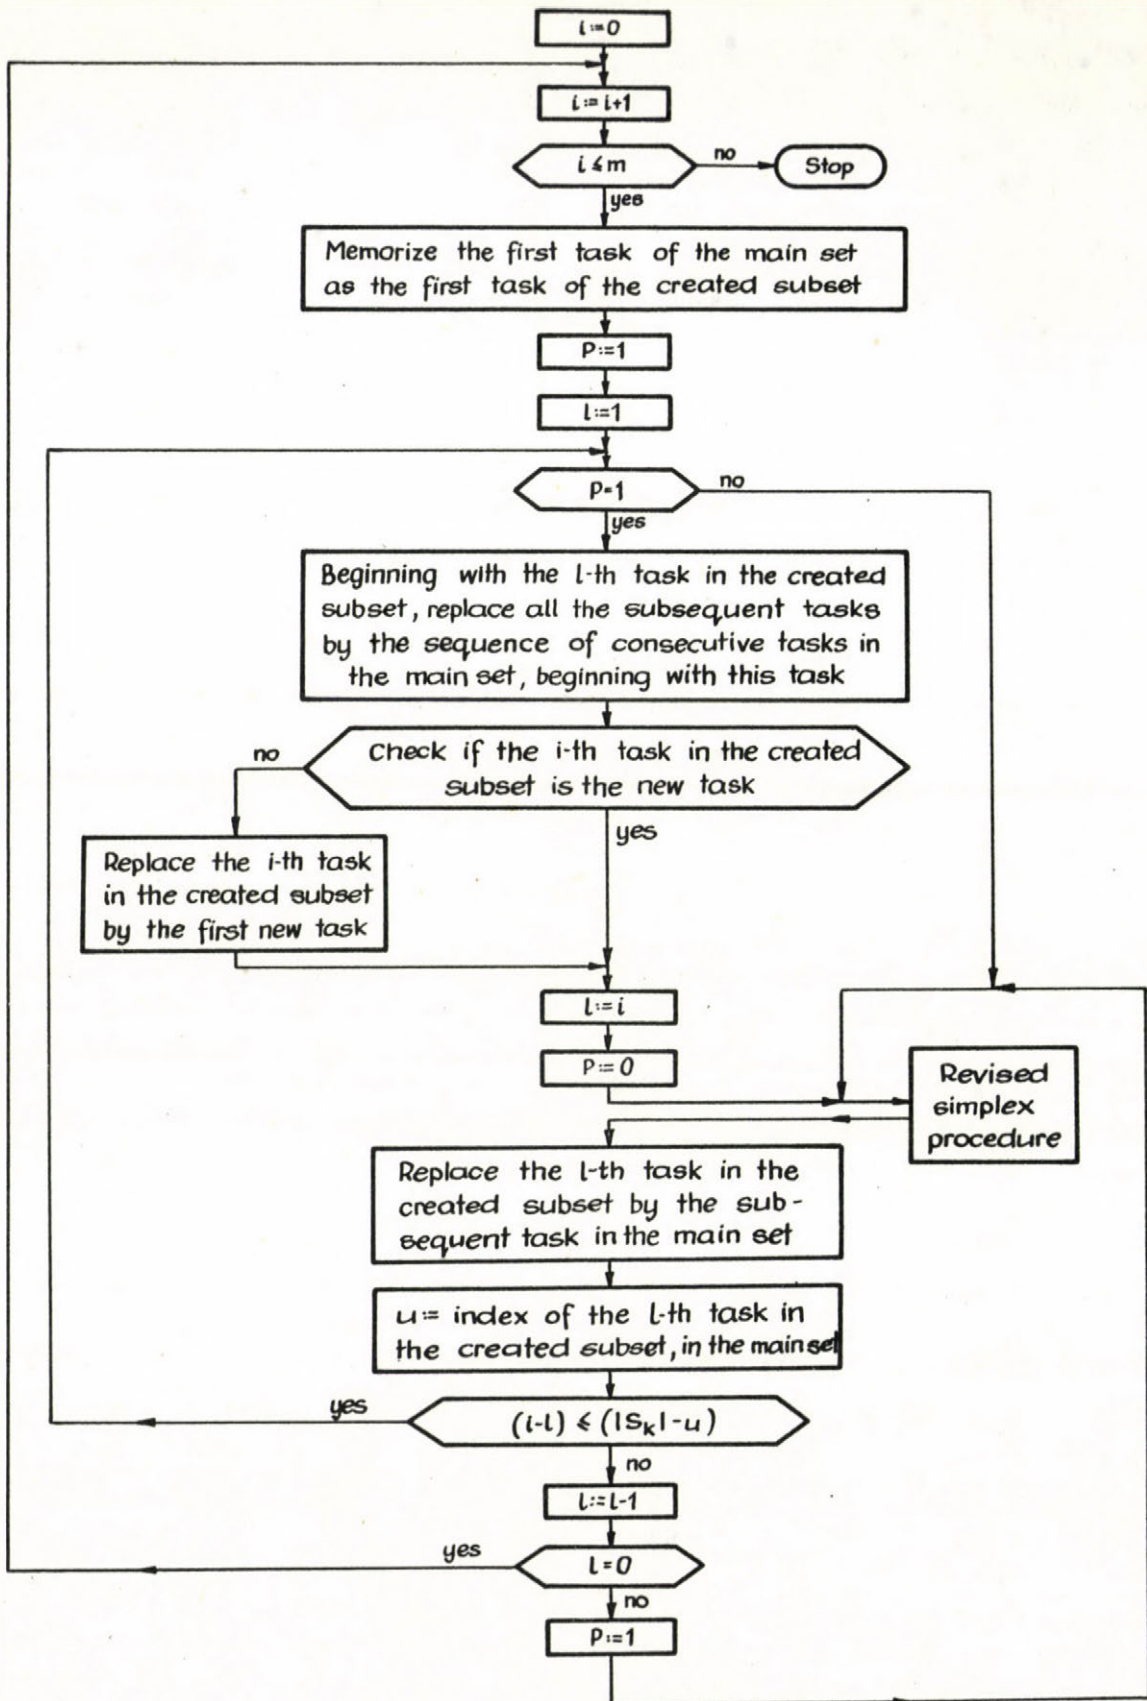 i:=0
i:=i+1
i≤m
no
Stop
yes
Memorize the first task of the main set
as the first task of the created subset
P:=1
l:=1
P=1
no
yes
Beginning with the l-th task in the created
subset, replace all the subsequent tasks
by the sequence of consecutive tasks in
the main set, beginning with this task
no
Check if the i-th task in the created
subset is the new task
yes
Replace the i-th task
in the created subset
by the first new task
l:=i
P:=0
Revised
simplex
procedure
Replace the l-th task in the
created subset by the sub-
sequent task in the main set
u:= index of the l-th task in
the created subset, in the main set
yes
(i-l) ≤ (|Sk|-u)
no
l:=l-1
yes
l=0
no
P:=1